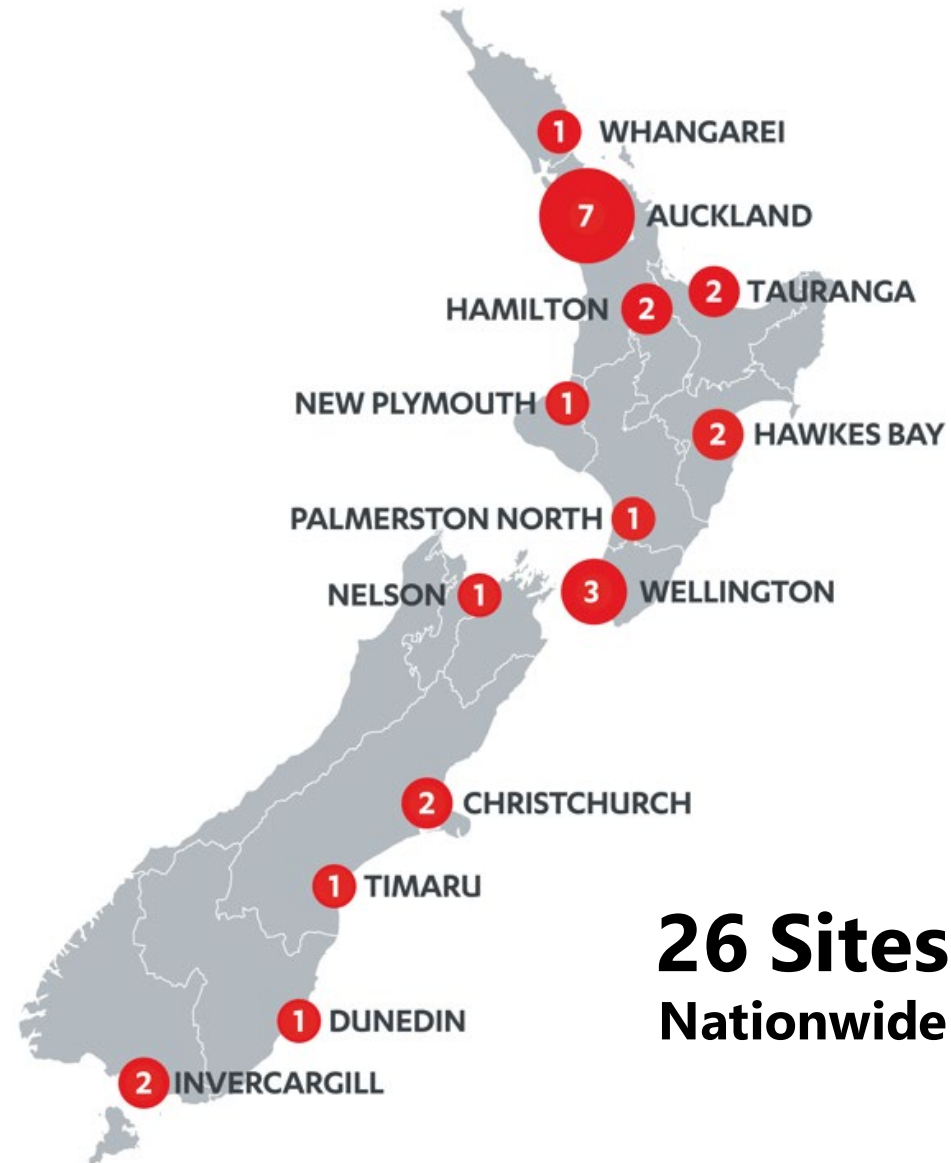 1 WHANGAREI
7 AUCKLAND
2 TAURANGA
HAMILTON 2
NEW PLYMOUTH 1
2 HAWKES BAY
PALMERSTON NORTH 1
NELSON 1
3 WELLINGTON
2 CHRISTCHURCH
1 TIMARU
26 Sites
Nationwide
1 DUNEDIN
2 INVERCARGILL